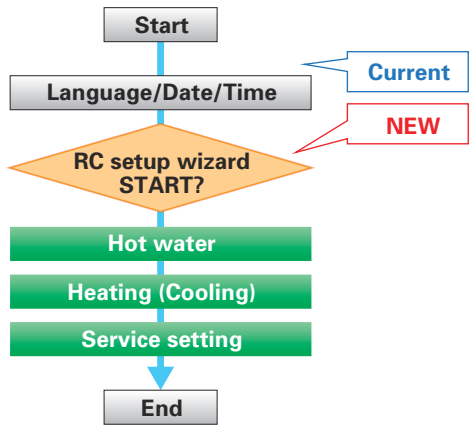 Start
Current
Language/Date/Time
NEW
RC setup wizard
START?
Hot water
Heating (Cooling)
Service setting
End